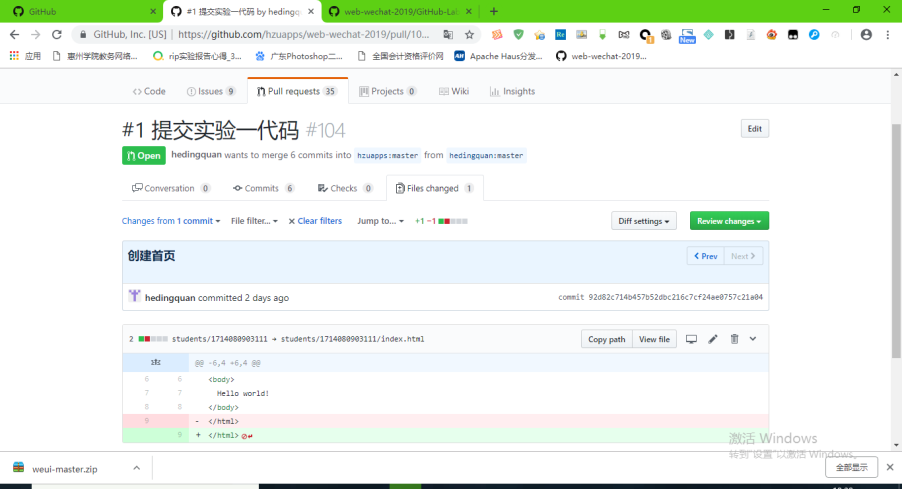 GitHub
#1 提交实验一代码 by hedingq
web-wechat-2019/GitHub-Lab
GitHub, Inc. [US] | https://github.com/hzuapps/web-wechat-2019/pull/10...
应用 惠州学院教务网络... rip实验报告心得_3... 广东Photoshop二... 全国会计资格评价网 Apache Haus分发... web-wechat-2019...
Code Issues 9 Pull requests 35 Projects 0 Wiki Insights
#1 提交实验一代码 #104
Edit
Open hedingquan wants to merge 6 commits into hzuapps:master from hedingquan:master
Conversation 0 Commits 6 Checks 0 Files changed 1
Changes from 1 commit File filter... Clear filters Jump to... +1 −1 Diff settings Review changes
创建首页
Prev Next
hedingquan committed 2 days ago commit 92d82c714b457b52dbc216c7cf24ae0757c21a04
2 students/1714080903111 → students/1714080903111/index.html Copy path View file
@@ -6,4 +6,4 @@
6 6 <body>
7 7 Hello world!
8 8 </body>
9 - </html>
9 + </html>
激活 Windows
转到"设置"以激活 Windows。
weui-master.zip
全部显示